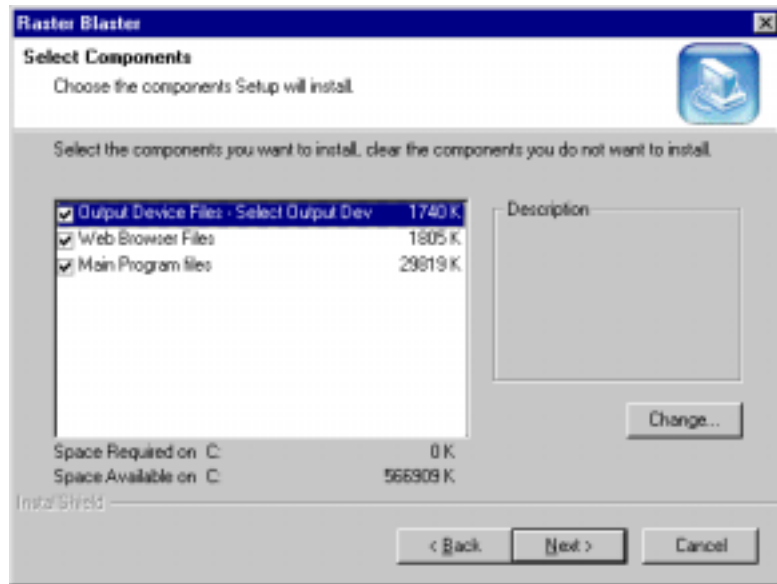 Raster Blaster
Select Components
Choose the components Setup will install.
Select the components you want to install, clear the components you do not want to install.
Output Device Files - Select Output Dev 1740 K
Web Browser Files 1805 K
Main Program files 29819 K
Description
Change...
Space Required on C: 0 K
Space Available on C: 566909 K
InstallShield
< Back Next > Cancel